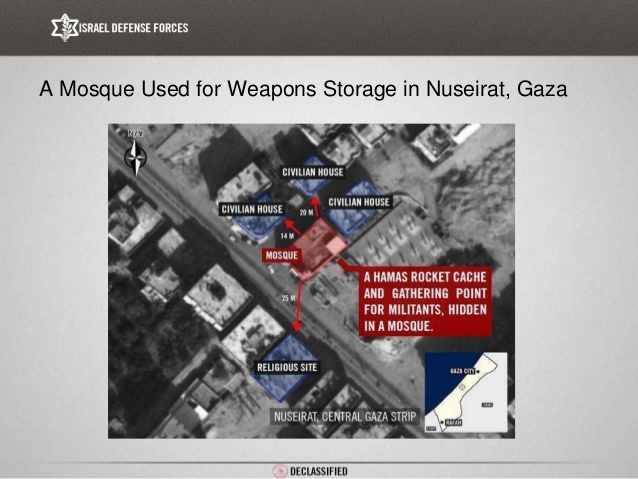 ISRAEL DEFENSE FORCES
A Mosque Used for Weapons Storage in Nuseirat, Gaza
CIVILIAN HOUSE
CIVILIAN HOUSE
CIVILIAN HOUSE
20 M
14 M
MOSQUE
A HAMAS ROCKET CACHE
AND GATHERING POINT
FOR MILITANTS, HIDDEN
IN A MOSQUE.
25 M
RELIGIOUS SITE
GAZA CITY
RAFAH
NUSEIRAT, CENTRAL GAZA STRIP
DECLASSIFIED